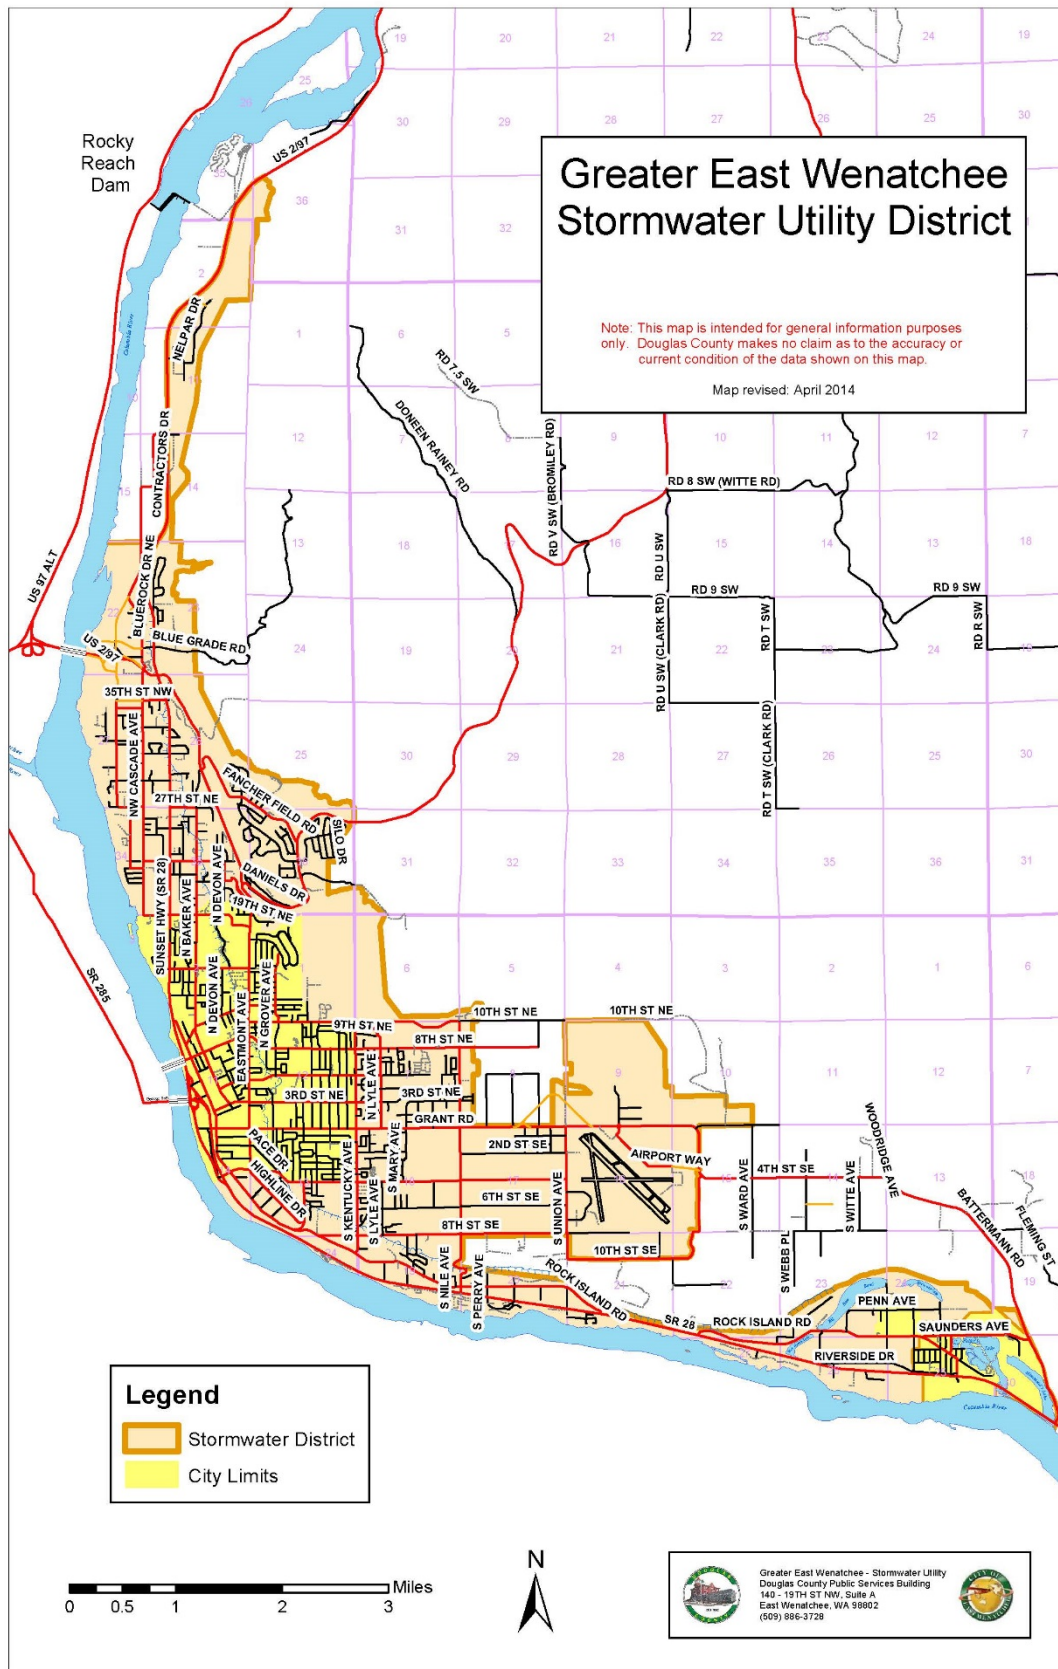 Greater East Wenatchee
Stormwater Utility District
Note: This map is intended for general information purposes
only. Douglas County makes no claim as to the accuracy or
current condition of the data shown on this map.
Map revised: April 2014
Rocky
Reach
Dam
US 2/97
Columbia River
NELPAR DR
CONTRACTORS DR
RD 7.5 SW
DONEEN RAINEY RD
RD V SW (BROMILEY RD)
RD 8 SW (WITTE RD)
RD U SW
RD 9 SW
RD 9 SW
RD T SW
RD R SW
RD U SW (CLARK RD)
RD T SW (CLARK RD)
US 97 ALT
BLUEROCK DR NE
BLUE GRADE RD
US 2/97
35TH ST NW
NW CASCADE AVE
27TH ST NE
FANCHER FIELD RD
SILO DR
DANIELS DR
19TH ST NE
SUNSET HWY (SR 28)
N BAKER AVE
N DEVON AVE
N DEVON AVE
EASTMONT AVE
N GROVER AVE
SR 285
9TH ST NE
10TH ST NE
10TH ST NE
8TH ST NE
N LYLE AVE
3RD ST NE
3RD ST NE
GRANT RD
2ND ST SE
PACE DR
HIGHLINE DR
S KENTUCKY AVE
S LYLE AVE
S MARY AVE
6TH ST SE
8TH ST SE
S UNION AVE
AIRPORT WAY
10TH ST SE
S WARD AVE
4TH ST SE
S WITTE AVE
WOODRIDGE AVE
BATTERMANN RD
FLEMING ST
S WEBB PL
S NILE AVE
S PERRY AVE
ROCK ISLAND RD
SR 28
ROCK ISLAND RD
PENN AVE
SAUNDERS AVE
RIVERSIDE DR
Columbia River
Legend
Stormwater District
City Limits
N
Miles
0 0.5 1 2 3
Greater East Wenatchee - Stormwater Utility
Douglas County Public Services Building
140 - 19TH ST NW, Suite A
East Wenatchee, WA 98802
(509) 886-3728